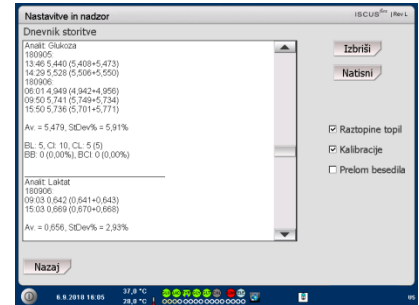 Nastavitve in nadzor
ISCUSflex | Rev L
Dnevnik storitve
Analit: Glukoza
180905:
13:46 5,440 (5,408+5,473)
14:29 5,528 (5,506+5,550)
180906:
06:01 4,949 (4,942+4,956)
09:50 5,741 (5,749+5,734)
15:50 5,736 (5,701+5,771)
Av. = 5,479, StDev% = 5,91%
BL: 5, CI: 10, CL: 5 (5)
BB: 0 (0,00%), BCI: 0 (0,00%)
Analit: Laktat
180906:
09:03 0,642 (0,641+0,643)
15:03 0,669 (0,670+0,668)
Av. = 0,656, StDev% = 2,93%
Izbriši
Natisni
Raztopine topil
Kalibracije
Prelom besedila
Nazaj
6.9.2018 16:05
37,0 °C
28,0 °C
05